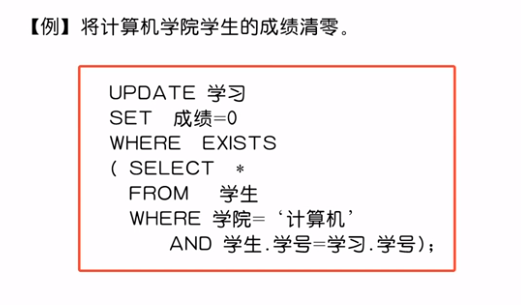 【例】将计算机学院学生的成绩清零。
UPDATE 学习
SET 成绩=0
WHERE EXISTS
( SELECT *
FROM 学生
WHERE 学院=‘计算机’
AND 学生.学号=学习.学号);